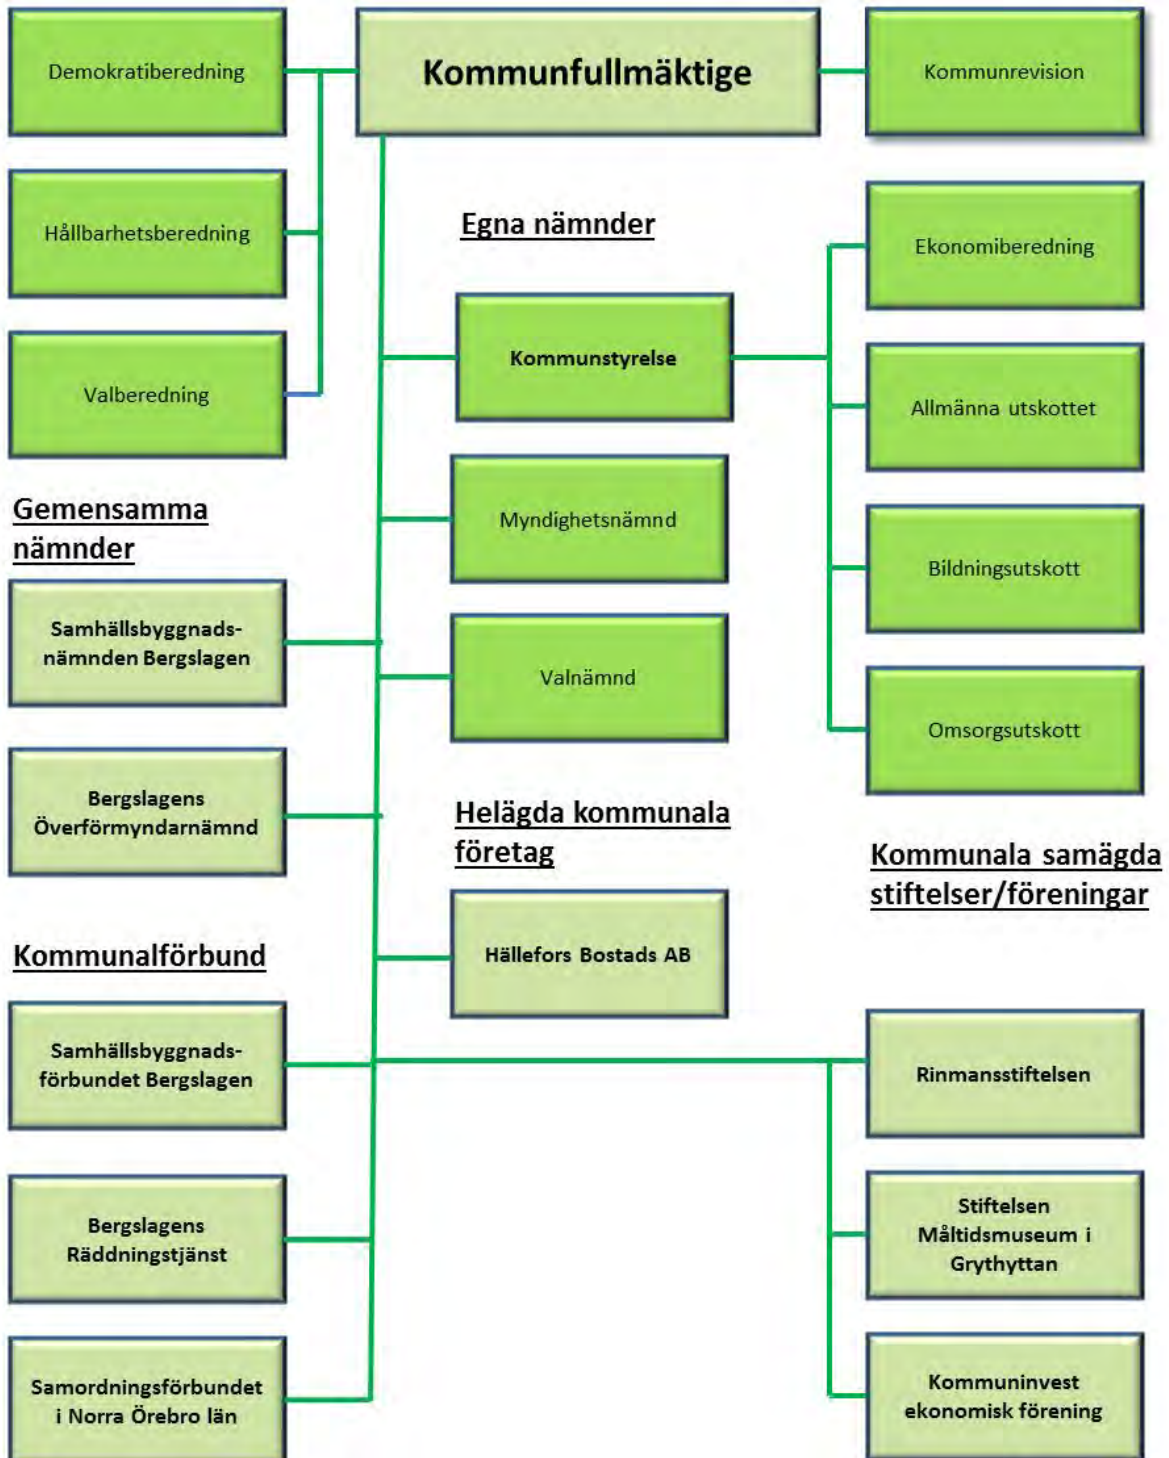 Demokratiberedning
Kommunfullmäktige
Kommunrevision
Hållbarhetsberedning
Valberedning
Egna nämnder
Kommunstyrelse
Myndighetsnämnd
Valnämnd
Ekonomiberedning
Allmänna utskottet
Bildningsutskott
Omsorgsutskott
Gemensamma
nämnder
Samhällsbyggnads-
nämnden Bergslagen
Bergslagens
Överförmyndarnämnd
Helägda kommunala
företag
Hällefors Bostads AB
Kommunala samägda
stiftelser/föreningar
Rinmansstiftelsen
Stiftelsen
Måltidsmuseum i
Grythyttan
Kommuninvest
ekonomisk förening
Kommunalförbund
Samhällsbyggnads-
förbundet Bergslagen
Bergslagens
Räddningstjänst
Samordningsförbundet
i Norra Örebro län